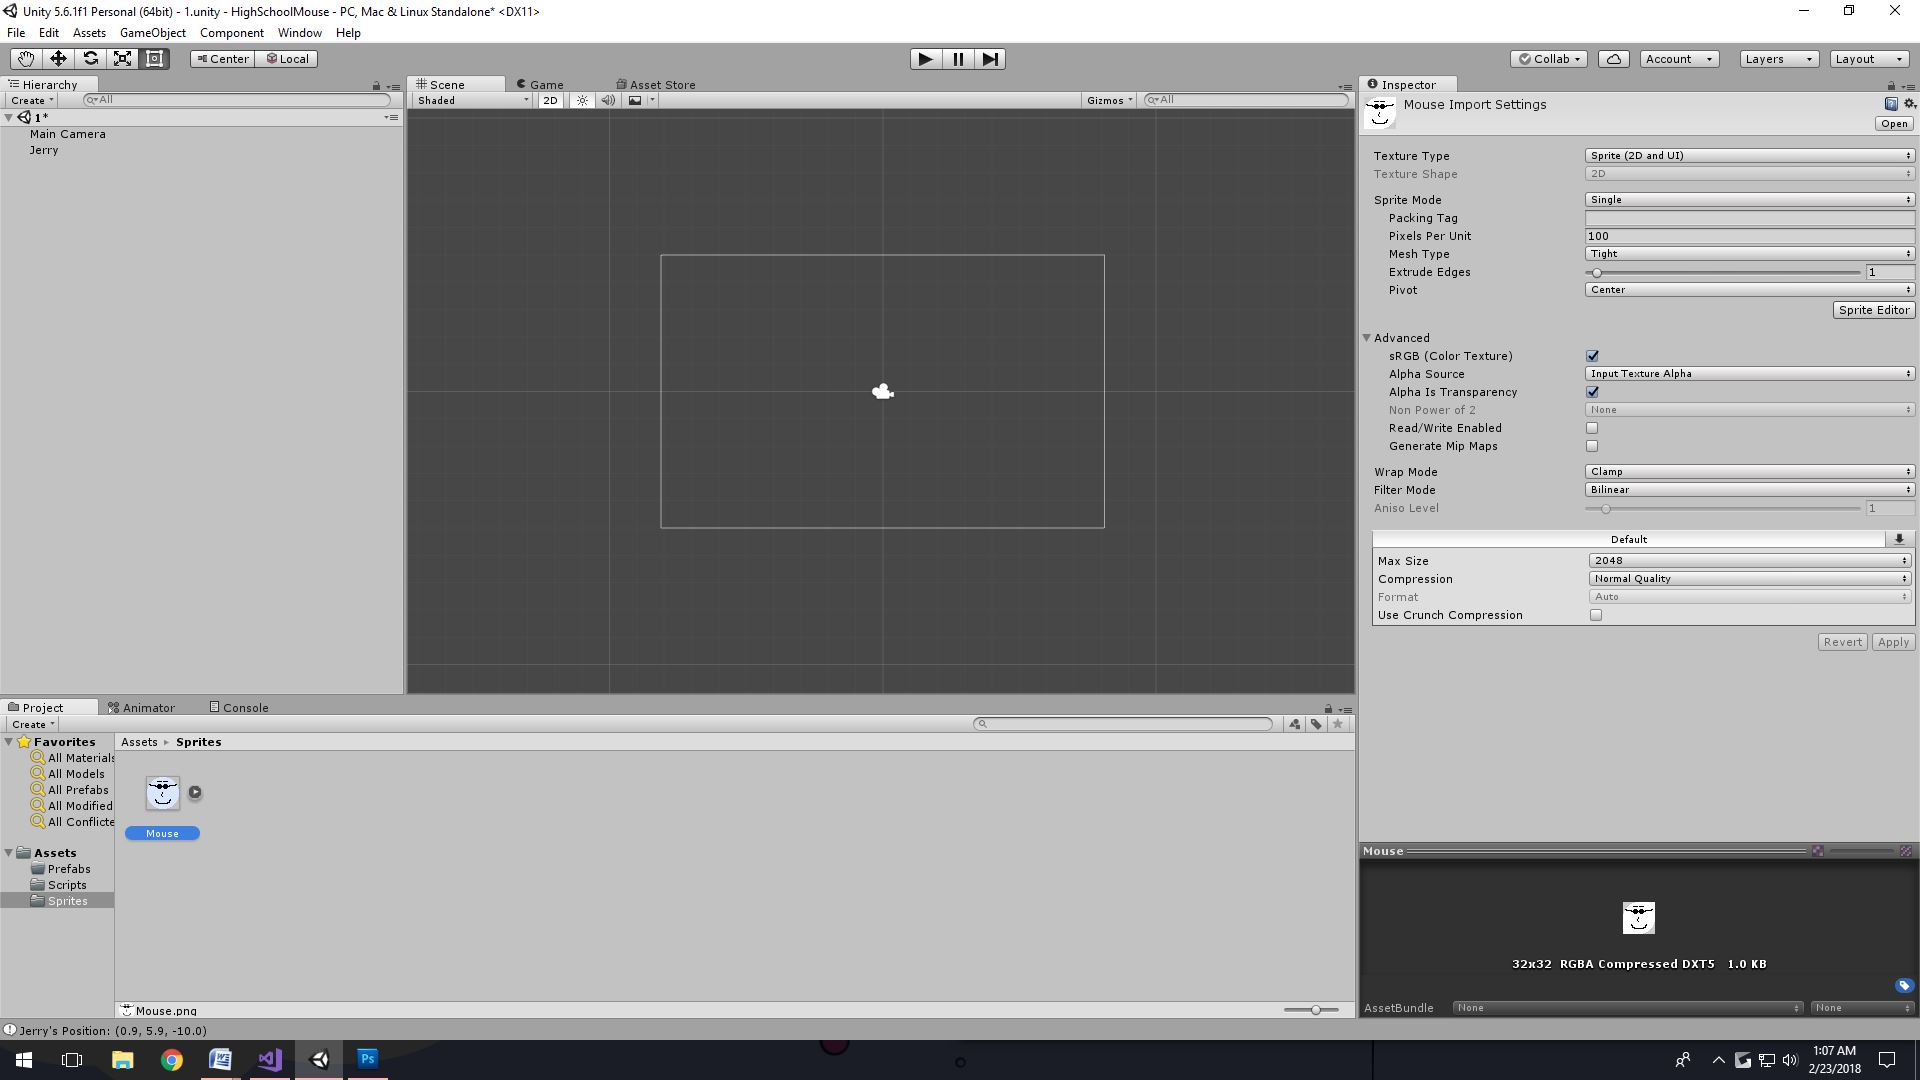 Unity 5.6.1f1 Personal (64bit) - 1.unity - HighSchoolMouse - PC, Mac & Linux Standalone* <DX11>
File Edit Assets GameObject Component Window Help
Center Local
Collab Account Layers Layout
Hierarchy
Create All
1*
Main Camera
Jerry
Scene Game Asset Store
Shaded 2D Gizmos All
Inspector
Mouse Import Settings
Open
Texture Type Sprite (2D and UI)
Texture Shape 2D
Sprite Mode Single
Packing Tag
Pixels Per Unit 100
Mesh Type Tight
Extrude Edges 1
Pivot Center
Sprite Editor
Advanced
sRGB (Color Texture)
Alpha Source Input Texture Alpha
Alpha Is Transparency
Non Power of 2 None
Read/Write Enabled
Generate Mip Maps
Wrap Mode Clamp
Filter Mode Bilinear
Aniso Level 1
Default
Max Size 2048
Compression Normal Quality
Format Auto
Use Crunch Compression
Revert Apply
Project Animator Console
Create
Favorites
All Materials
All Models
All Prefabs
All Modified
All Conflicte
Assets
Prefabs
Scripts
Sprites
Assets Sprites
Mouse
Mouse.png
Mouse
32x32 RGBA Compressed DXT5 1.0 KB
AssetBundle None None
Jerry's Position: (0.9, 5.9, -10.0)
W
Ps
1:07 AM
2/23/2018